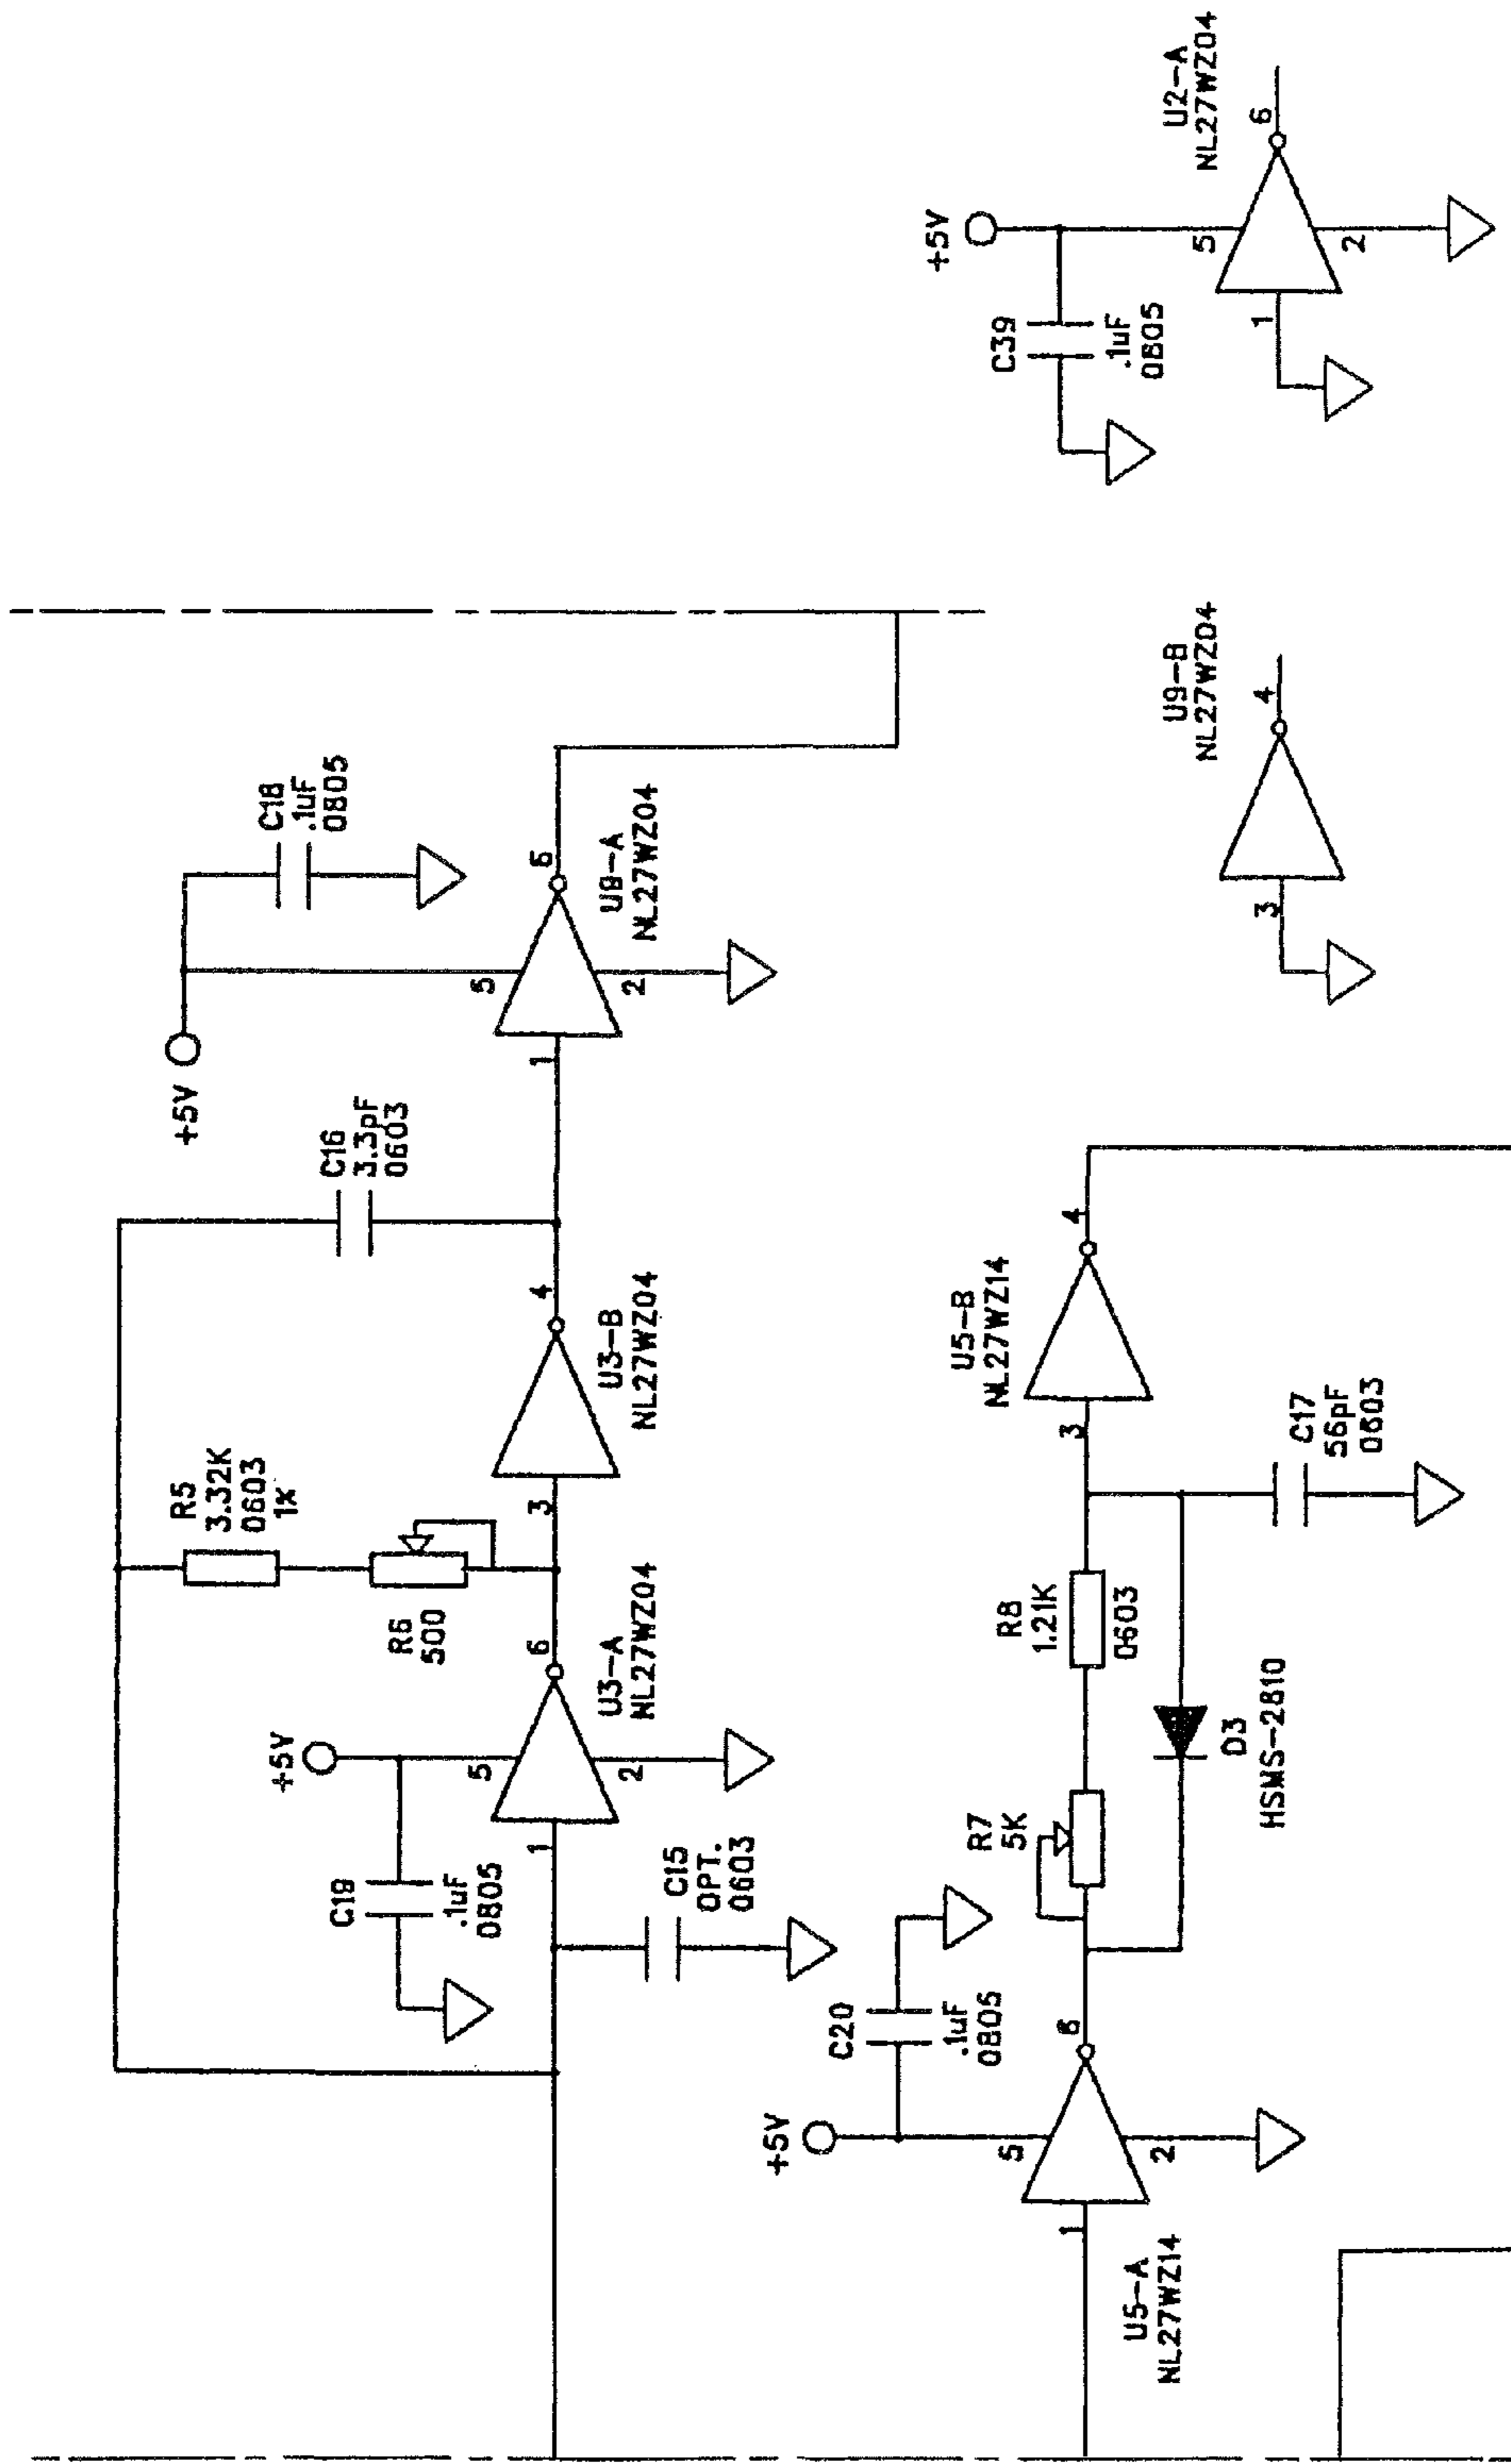 R5
3.32K
0603
1%
C16
3.3pF
0603
+5V
C18
.1uF
0805
+5V
C19
.1uF
0805
R6
500
1
5
2
6
U3-A
NL27WZ04
3
4
U3-B
NL27WZ04
1
5
2
6
U9-A
NL27WZ04
C15
OPT.
0603
+5V
C20
.1uF
0805
U5-A
NL27WZ14
1
5
2
6
R7
5K
R8
1.21K
0603
D3
HSMS-2810
C17
56pF
0603
3
4
U5-B
NL27WZ14
U9-B
NL27WZ04
3
4
+5V
C39
.1uF
0805
U2-A
NL27WZ04
1
5
2
6